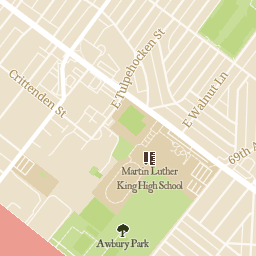 E Tulpehocken St
Crittenden St
E Walnut Ln
69th A
Martin Luther
King High School
Awbury Park